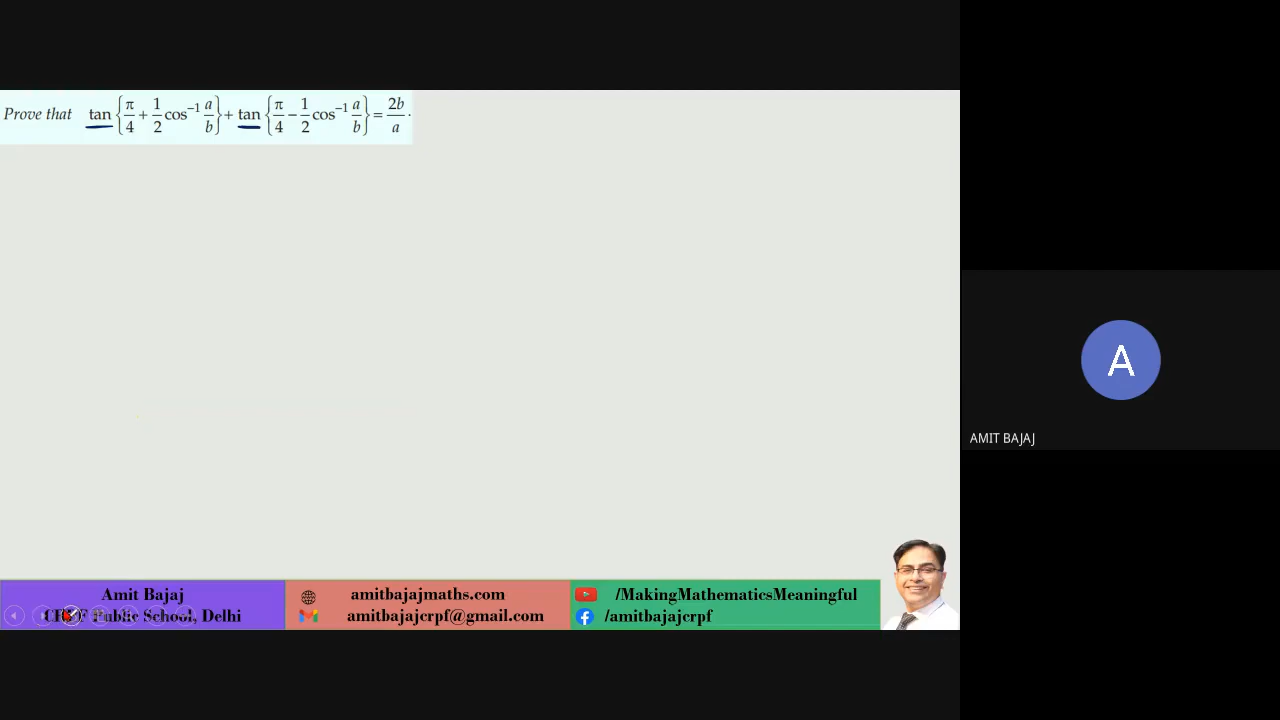 Prove that tan{π/4 + 1/2 cos⁻¹ a/b} + tan{π/4 − 1/2 cos⁻¹ a/b} = 2b/a.
A
AMIT BAJAJ
Amit Bajaj
CRPF Public School, Delhi
amitbajajmaths.com
amitbajajcrpf@gmail.com
/MakingMathematicsMeaningful
/amitbajajcrpf